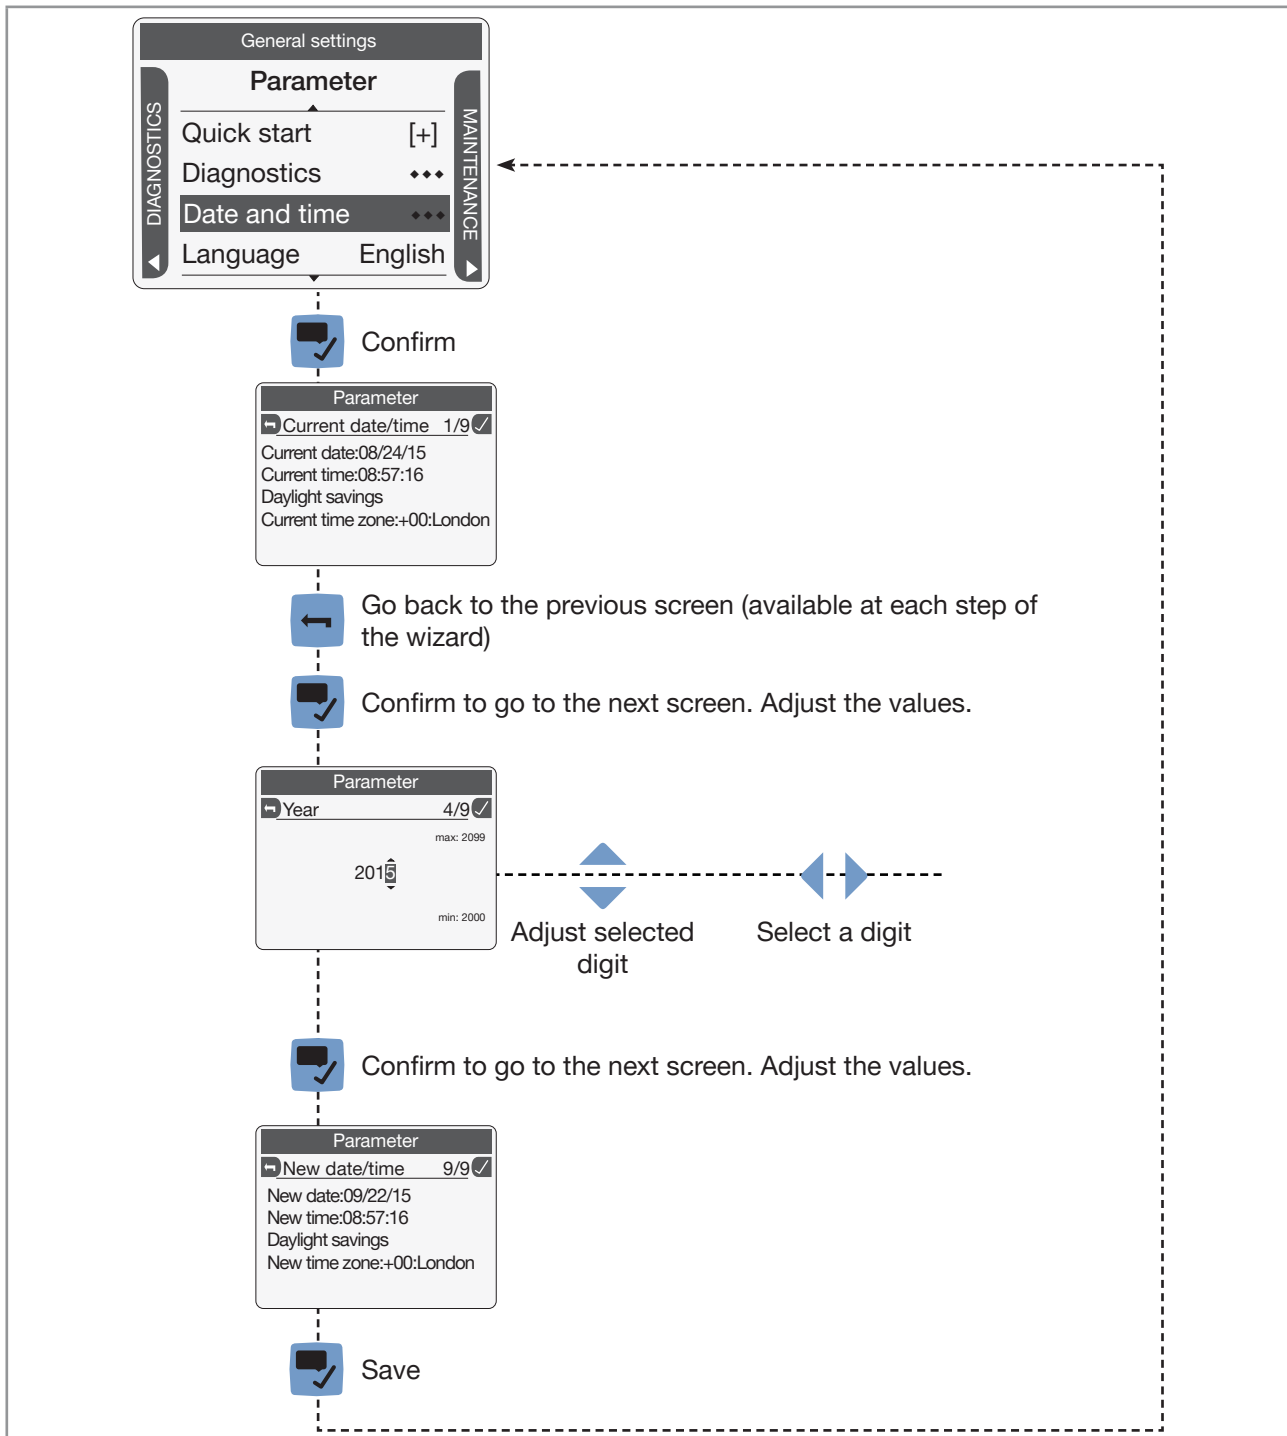 General settings
Parameter
DIAGNOSTICS
MAINTENANCE
Quick start [+]
Diagnostics
Date and time
Language English
Confirm
Parameter
Current date/time 1/9
Current date:08/24/15
Current time:08:57:16
Daylight savings
Current time zone:+00:London
Go back to the previous screen (available at each step of
the wizard)
Confirm to go to the next screen. Adjust the values.
Parameter
Year 4/9
max: 2099
2015
min: 2000
Adjust selected
digit
Select a digit
Confirm to go to the next screen. Adjust the values.
Parameter
New date/time 9/9
New date:09/22/15
New time:08:57:16
Daylight savings
New time zone:+00:London
Save